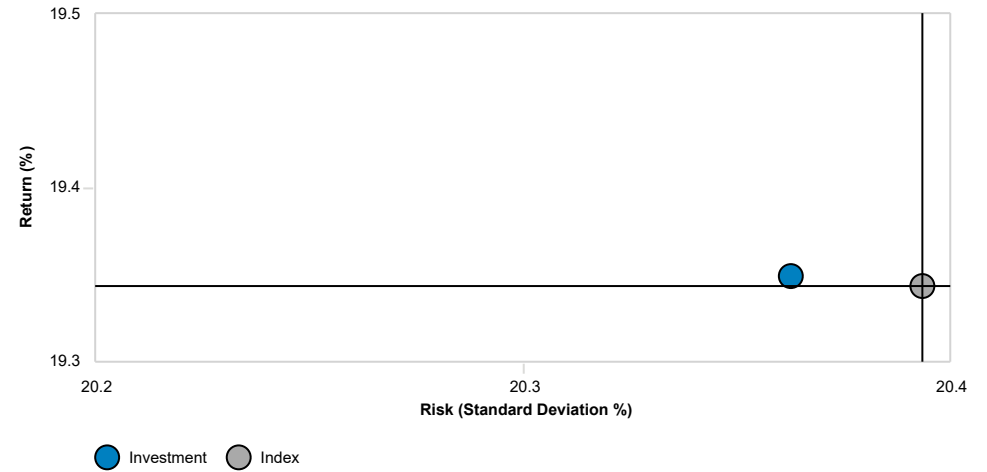 19.5
Return (%)
19.4
19.3
20.2 20.3 20.4
Risk (Standard Deviation %)
Investment Index